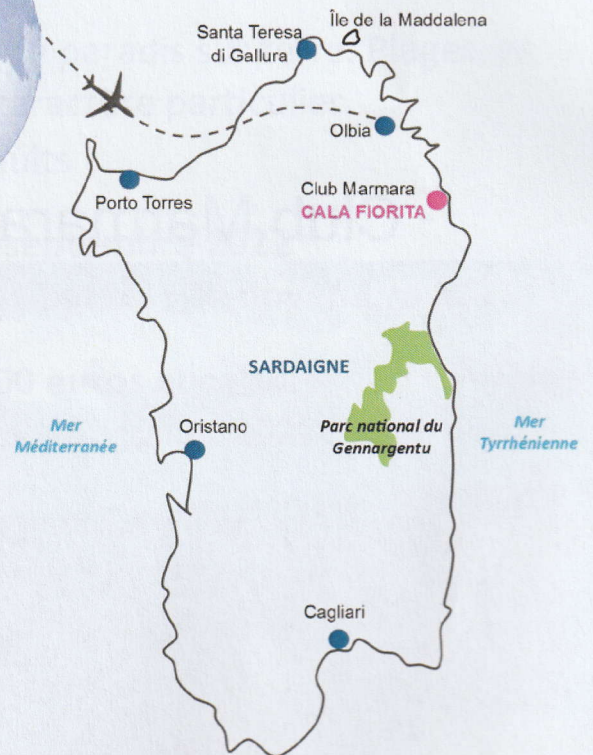 Île de la Maddalena
Santa Teresa
di Gallura
Olbia
Porto Torres
Club Marmara
CALA FIORITA
SARDAIGNE
Mer
Méditerranée
Oristano
Parc national du
Gennargentu
Mer
Tyrrhénienne
Cagliari